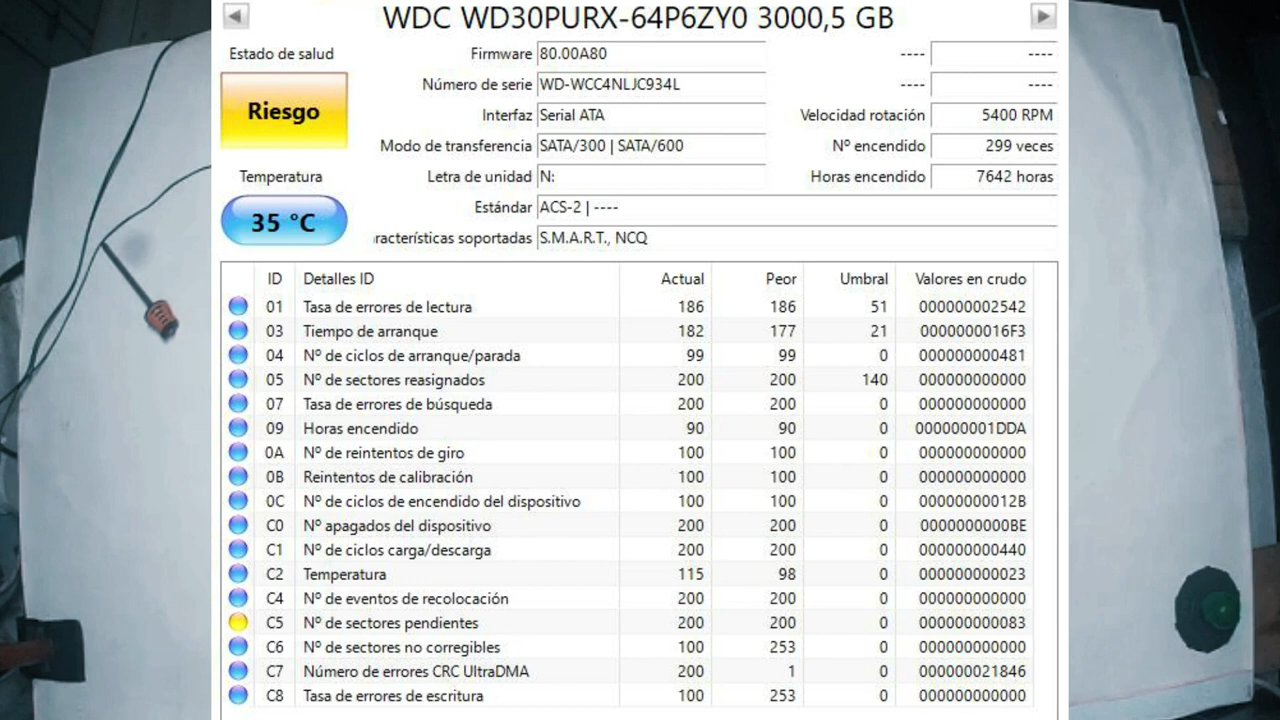 WDC WD30PURX-64P6ZY0 3000,5 GB
Estado de salud
Riesgo
Temperatura
35 °C
Firmware 80.00A80
Número de serie WD-WCC4NLJC934L
Interfaz Serial ATA
Modo de transferencia SATA/300 | SATA/600
Letra de unidad N:
Estándar ACS-2 | ----
racterísticas soportadas S.M.A.R.T., NCQ
---- ----
---- ----
Velocidad rotación 5400 RPM
Nº encendido 299 veces
Horas encendido 7642 horas
ID Detalles ID Actual Peor Umbral Valores en crudo
01 Tasa de errores de lectura 186 186 51 000000002542
03 Tiempo de arranque 182 177 21 0000000016F3
04 Nº de ciclos de arranque/parada 99 99 0 000000000481
05 Nº de sectores reasignados 200 200 140 000000000000
07 Tasa de errores de búsqueda 200 200 0 000000000000
09 Horas encendido 90 90 0 000000001DDA
0A Nº de reintentos de giro 100 100 0 000000000000
0B Reintentos de calibración 100 100 0 000000000000
0C Nº de ciclos de encendido del dispositivo 100 100 0 00000000012B
C0 Nº apagados del dispositivo 200 200 0 0000000000BE
C1 Nº de ciclos carga/descarga 200 200 0 000000000440
C2 Temperatura 115 98 0 000000000023
C4 Nº de eventos de recolocación 200 200 0 000000000000
C5 Nº de sectores pendientes 200 200 0 000000000083
C6 Nº de sectores no corregibles 100 253 0 000000000000
C7 Número de errores CRC UltraDMA 200 1 0 000000021846
C8 Tasa de errores de escritura 100 253 0 000000000000